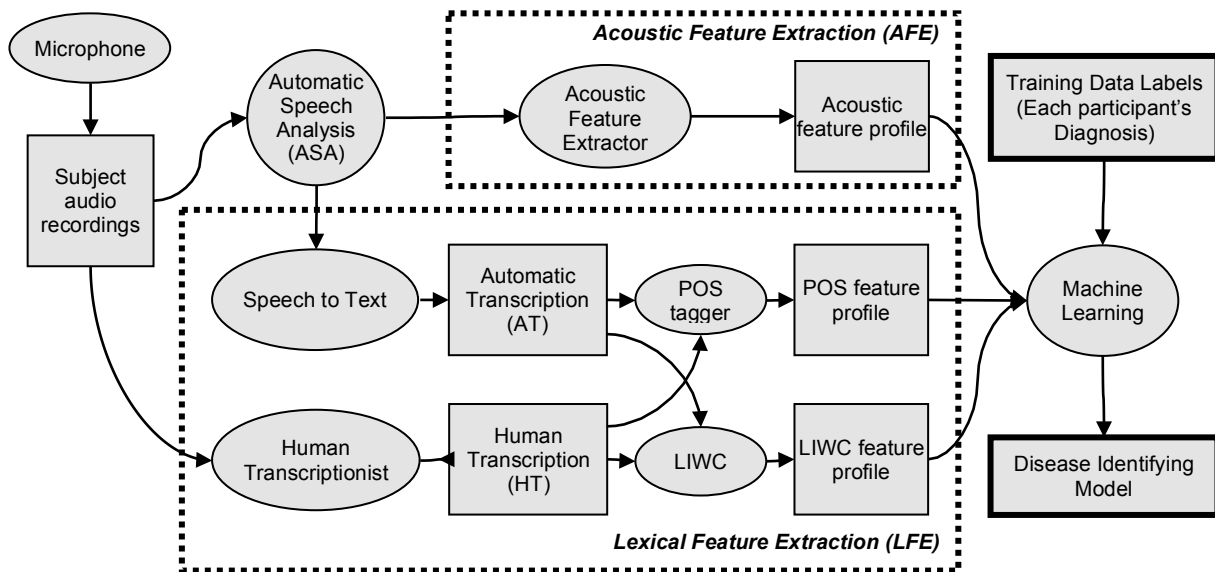 Microphone
Subject
audio
recordings
Automatic
Speech
Analysis
(ASA)
Acoustic Feature Extraction (AFE)
Acoustic
Feature
Extractor
Acoustic
feature profile
Training Data Labels
(Each participant's
Diagnosis)
Speech to Text
Automatic
Transcription
(AT)
POS
tagger
POS feature
profile
Machine
Learning
Human
Transcriptionist
Human
Transcription
(HT)
LIWC
LIWC feature
profile
Disease Identifying
Model
Lexical Feature Extraction (LFE)